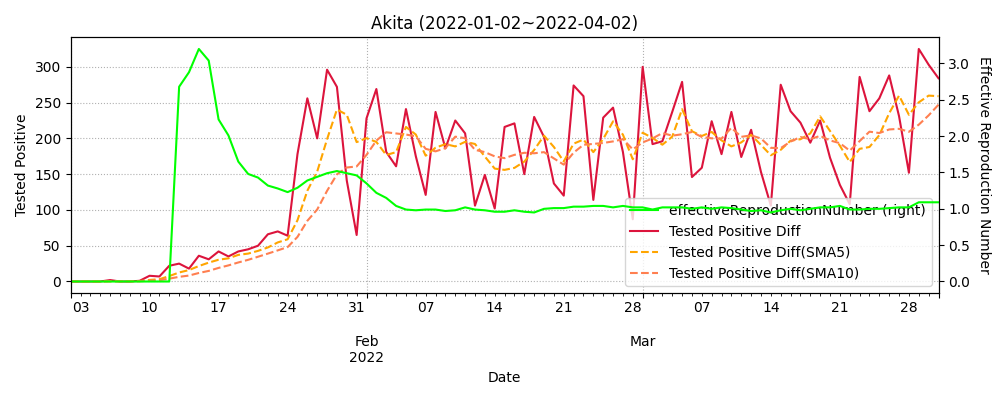 Akita (2022-01-02~2022-04-02)
Tested Positive
300
250
200
150
100
50
0
Effective Reproduction Number
3.0
2.5
2.0
1.5
1.0
0.5
0.0
effectiveReproductionNumber (right)
Tested Positive Diff
Tested Positive Diff(SMA5)
Tested Positive Diff(SMA10)
03 10 17 24 31 07 14 21 28 07 14 21 28
Feb Mar
2022
Date